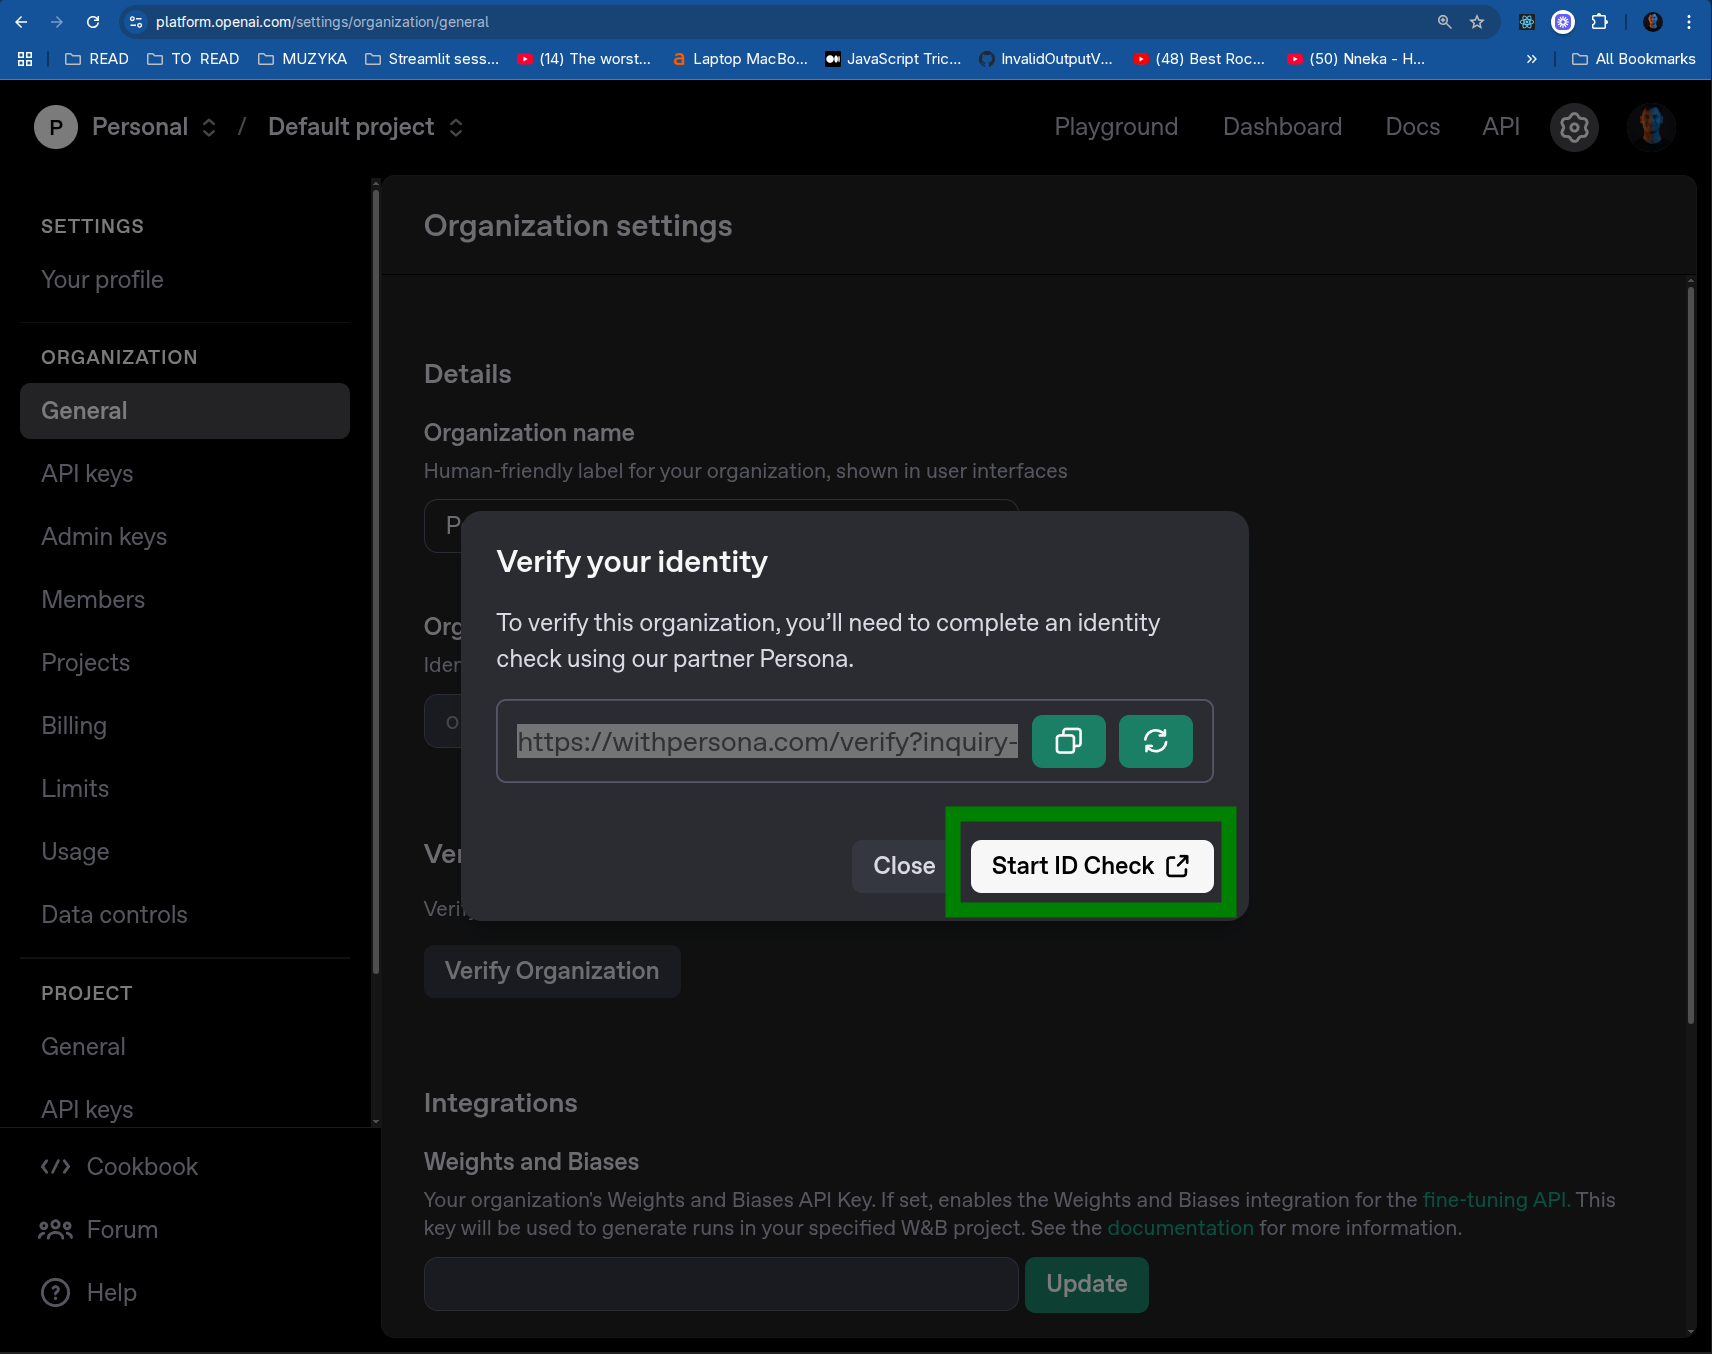 platform.openai.com/settings/organization/general
READ
TO READ
MUZYKA
Streamlit sess...
(14) The worst...
Laptop MacBo...
JavaScript Tric...
InvalidOutputV...
(48) Best Roc...
(50) Nneka - H...
All Bookmarks
P
Personal
/
Default project
Playground
Dashboard
Docs
API
SETTINGS
Your profile
ORGANIZATION
General
API keys
Admin keys
Members
Projects
Billing
Limits
Usage
Data controls
PROJECT
General
API keys
Cookbook
Forum
Help
Organization settings
Details
Organization name
Human-friendly label for your organization, shown in user interfaces
P
Org
Iden
o
Verify your identity
To verify this organization, you’ll need to complete an identity
check using our partner Persona.
https://withpersona.com/verify?inquiry-
Close
Start ID Check
Ver
Verify
Verify Organization
Integrations
Weights and Biases
Your organization's Weights and Biases API Key. If set, enables the Weights and Biases integration for the fine-tuning API. This
key will be used to generate runs in your specified W&B project. See the documentation for more information.
Update